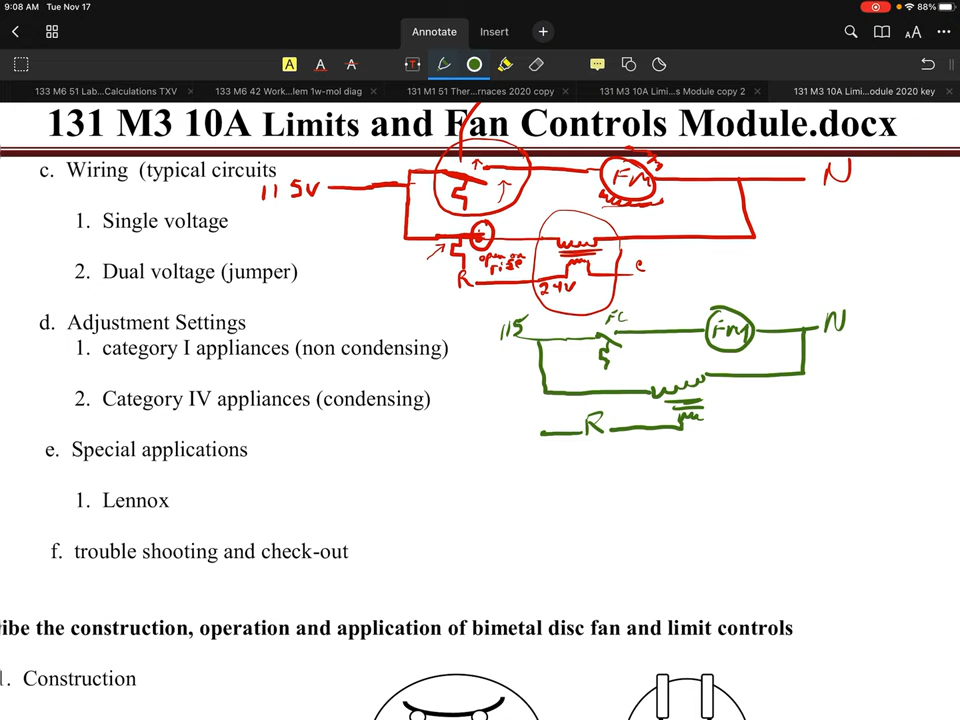 9:08 AM Tue Nov 17
88%
Annotate Insert
AA
A A A T
133 M6 51 Lab...Calculations TXV
133 M6 42 Work...lem 1w-mol diag
131 M1 51 Ther...rnaces 2020 copy
131 M3 10A Limi...s Module copy 2
131 M3 10A Limi...odule 2020 key
131 M3 10A Limits and Fan Controls Module.docx
c. Wiring (typical circuits
115V
FM
N
1. Single voltage
open on
rise
R
24V
C
2. Dual voltage (jumper)
d. Adjustment Settings
115
FC
FM
N
1. category I appliances (non condensing)
2. Category IV appliances (condensing)
R
e. Special applications
1. Lennox
f. trouble shooting and check-out
ibe the construction, operation and application of bimetal disc fan and limit controls
1. Construction